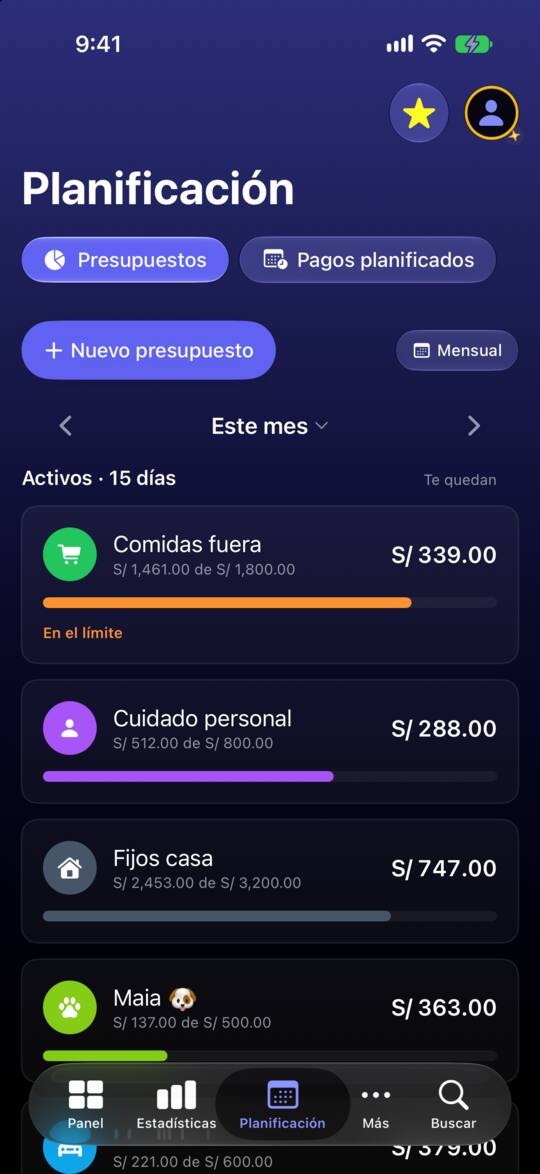 9:41
Planificación
Presupuestos
Pagos planificados
+ Nuevo presupuesto
Mensual
Este mes
Activos · 15 días
Te quedan
Comidas fuera
S/ 339.00
S/ 1,461.00 de S/ 1,800.00
En el límite
Cuidado personal
S/ 288.00
S/ 512.00 de S/ 800.00
Fijos casa
S/ 747.00
S/ 2,453.00 de S/ 3,200.00
Maia 🐶
S/ 363.00
S/ 137.00 de S/ 500.00
Panel
Estadísticas
Planificación
Más
Buscar
S/ 379.00
S/ 221.00 de S/ 600.00